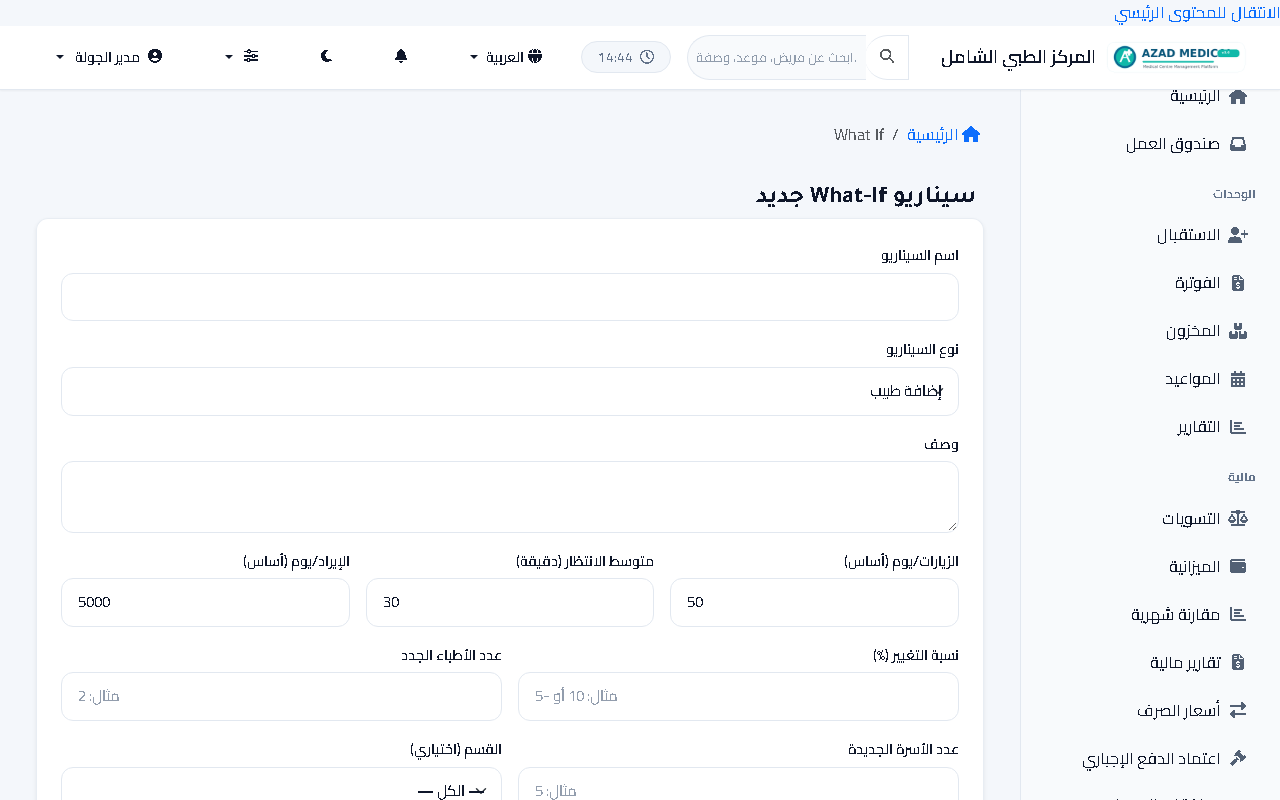 الانتقال للمحتوى الرئيسي
AZAD MEDIC
Medical Centre Management Platform
المركز الطبي الشامل
ابحث عن مريض، موعد، وصفة.
14:44
العربية
مدير الجولة
الرئيسية
صندوق العمل
الوحدات
الاستقبال
الفوترة
المخزون
المواعيد
التقارير
مالية
التسويات
الميزانية
مقارنة شهرية
تقارير مالية
أسعار الصرف
اعتماد الدفع الإجباري
الرئيسية / What If
سيناريو What-If جديد
اسم السيناريو
نوع السيناريو
إضافة طبيب
وصف
الزيارات/يوم (أساس)
متوسط الانتظار (دقيقة)
الإيراد/يوم (أساس)
50
30
5000
نسبة التغيير (%)
عدد الأطباء الجدد
مثال: 10 أو -5
مثال: 2
عدد الأسرة الجديدة
القسم (اختياري)
مثال: 5
— الكل —